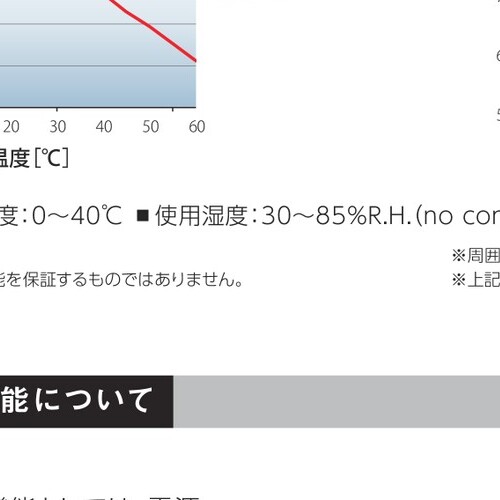 20 30 40 50 60
温度[℃]
度:0〜40℃ ■使用湿度:30〜85%R.H.(no con
※周囲
能を保証するものではありません。
※上記
能について